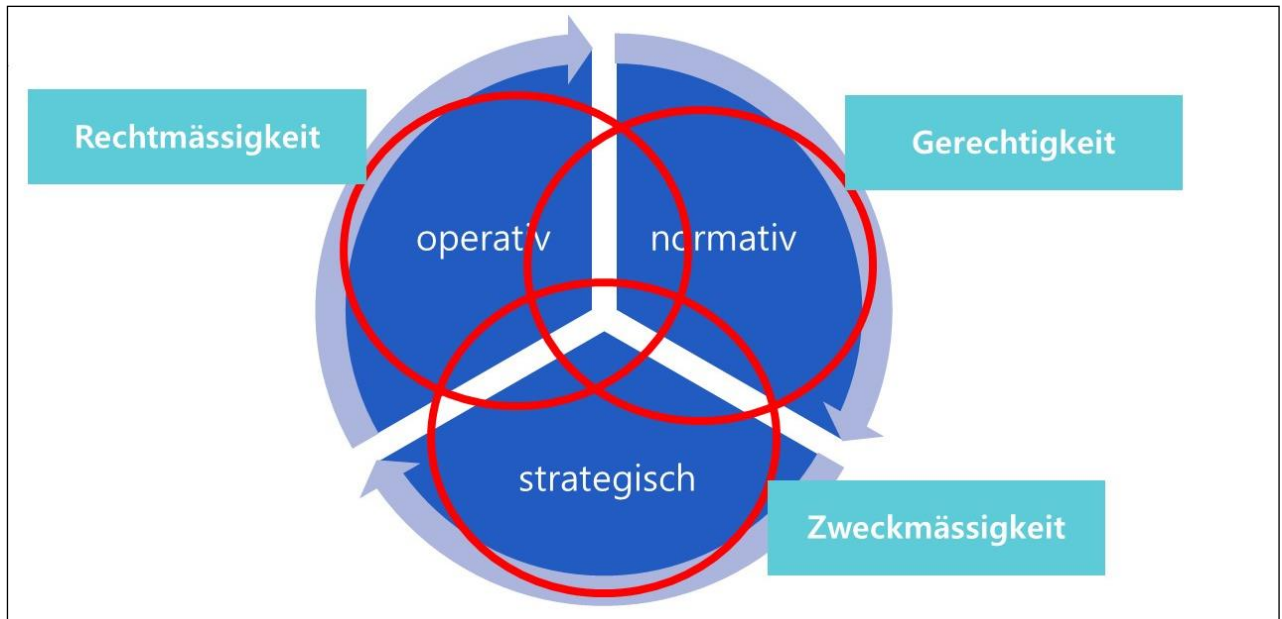 Rechtmässigkeit
Gerechtigkeit
operativ
normativ
strategisch
Zweckmässigkeit